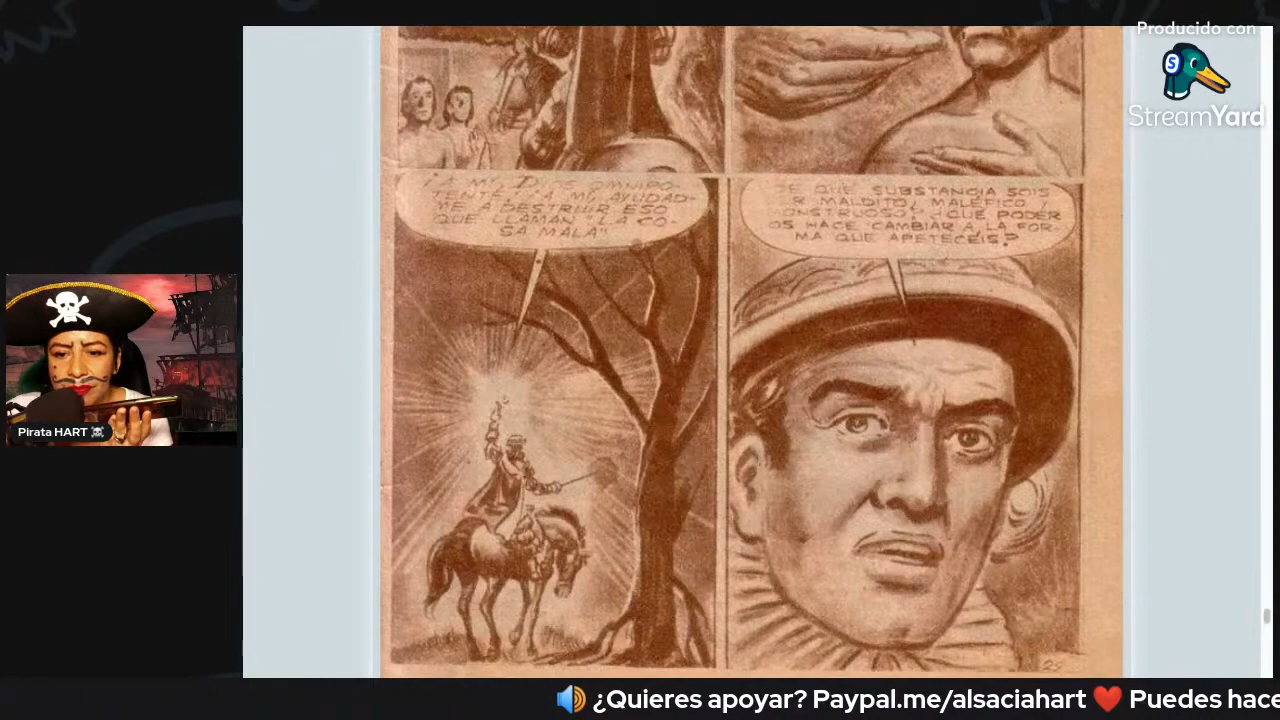 Producido con
StreamYard
¡A MÍ, DIOS OMNIPO-
TENTE! ¡A MÍ, AYUDAD-
ME A DESTRUIR ESO
QUE LLAMAN "LA CO-
SA MALA"!
DE QUÉ SUBSTANCIA SOIS
R MALDITO, MALÉFICO Y
MONSTRUOSO? ¿QUÉ PODER
OS HACE CAMBIAR A LA FOR-
MA QUE APETECÉIS?
Pirata HART ☠️
🔊 ¿Quieres apoyar? Paypal.me/alsaciahart ❤️ Puedes hace